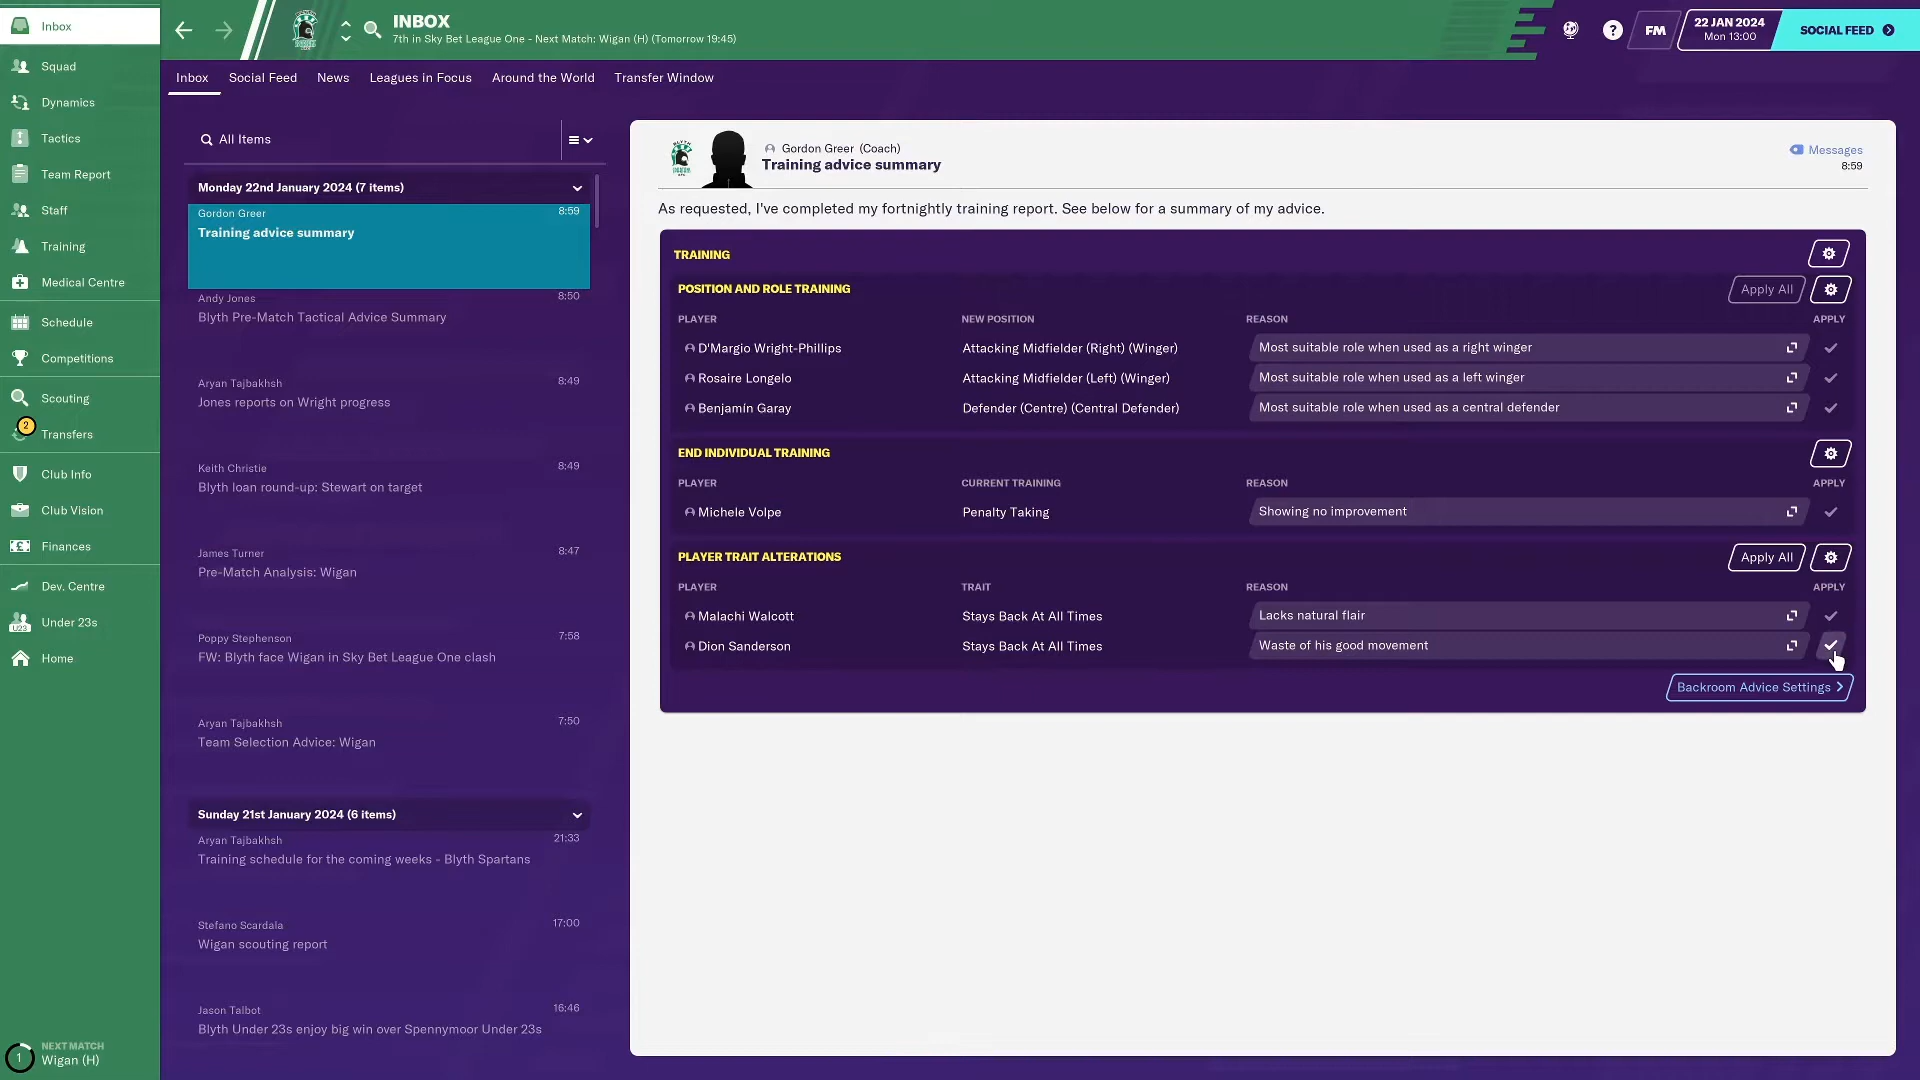 Inbox
Squad
Dynamics
Tactics
Team Report
Staff
Training
Medical Centre
Schedule
Competitions
Scouting
2
Transfers
Club Info
Club Vision
Finances
Dev. Centre
U23
Under 23s
Home
1
NEXT MATCH
Wigan (H)
INBOX
7th in Sky Bet League One - Next Match: Wigan (H) (Tomorrow 19:45)
?
FM
22 JAN 2024
Mon 13:00
SOCIAL FEED
Inbox Social Feed News Leagues in Focus Around the World Transfer Window
All Items
Monday 22nd January 2024 (7 items)
Gordon Greer 8:59
Training advice summary
Andy Jones 8:50
Blyth Pre-Match Tactical Advice Summary
Aryan Tajbakhsh 8:49
Jones reports on Wright progress
Keith Christie 8:49
Blyth loan round-up: Stewart on target
James Turner 8:47
Pre-Match Analysis: Wigan
Poppy Stephenson 7:58
FW: Blyth face Wigan in Sky Bet League One clash
Aryan Tajbakhsh 7:50
Team Selection Advice: Wigan
Sunday 21st January 2024 (6 items)
Aryan Tajbakhsh 21:33
Training schedule for the coming weeks - Blyth Spartans
Stefano Scardala 17:00
Wigan scouting report
Jason Talbot 16:46
Blyth Under 23s enjoy big win over Spennymoor Under 23s
Gordon Greer (Coach)
Training advice summary
Messages
8:59
As requested, I've completed my fortnightly training report. See below for a summary of my advice.
TRAINING
POSITION AND ROLE TRAINING Apply All
PLAYER NEW POSITION REASON APPLY
D'Margio Wright-Phillips Attacking Midfielder (Right) (Winger) Most suitable role when used as a right winger
Rosaire Longelo Attacking Midfielder (Left) (Winger) Most suitable role when used as a left winger
Benjamín Garay Defender (Centre) (Central Defender) Most suitable role when used as a central defender
END INDIVIDUAL TRAINING
PLAYER CURRENT TRAINING REASON APPLY
Michele Volpe Penalty Taking Showing no improvement
PLAYER TRAIT ALTERATIONS Apply All
PLAYER TRAIT REASON APPLY
Malachi Walcott Stays Back At All Times Lacks natural flair
Dion Sanderson Stays Back At All Times Waste of his good movement
Backroom Advice Settings